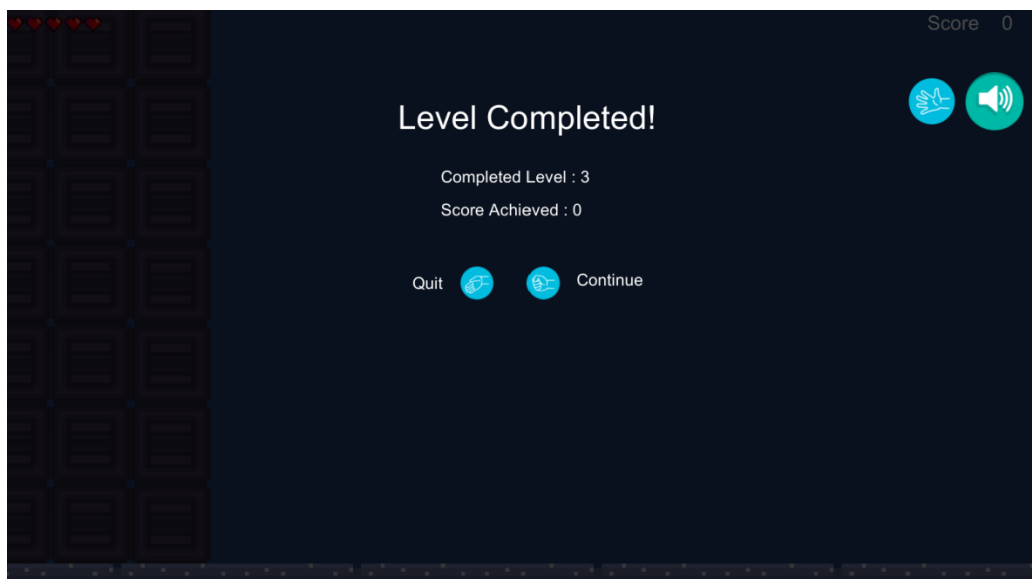 Score 0
Level Completed!
Completed Level : 3
Score Achieved : 0
Quit Continue